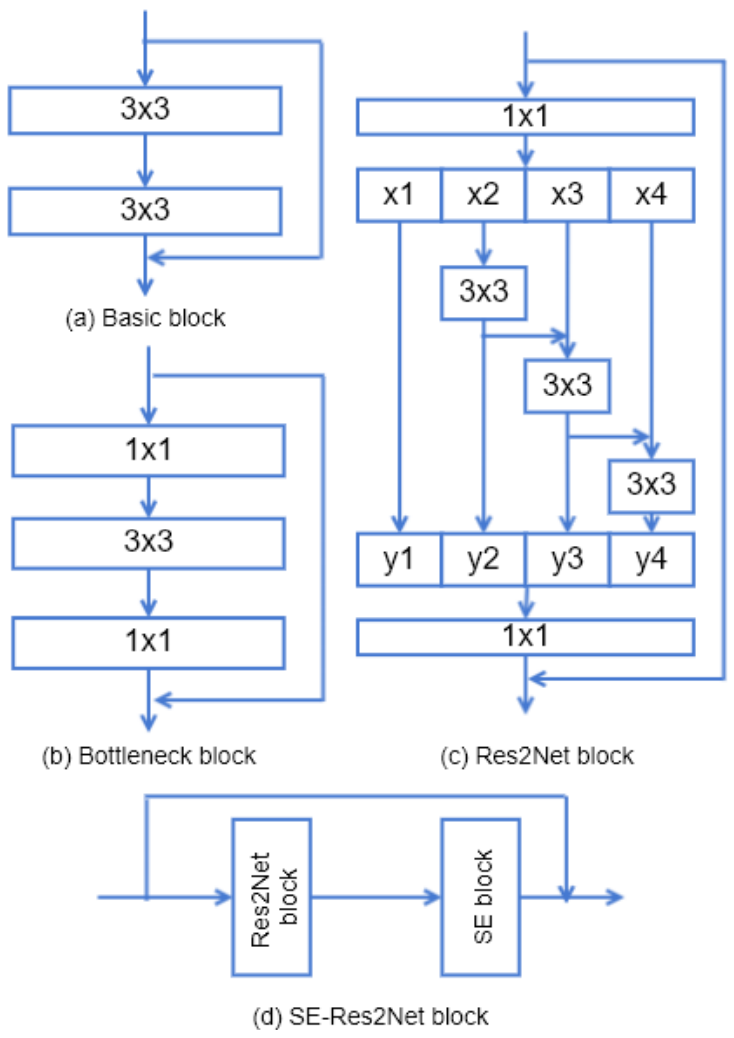 3x3
3x3
(a) Basic block
1x1
3x3
1x1
(b) Bottleneck block
1x1
x1 x2 x3 x4
3x3
3x3
3x3
y1 y2 y3 y4
1x1
(c) Res2Net block
Res2Net
block
SE block
(d) SE-Res2Net block